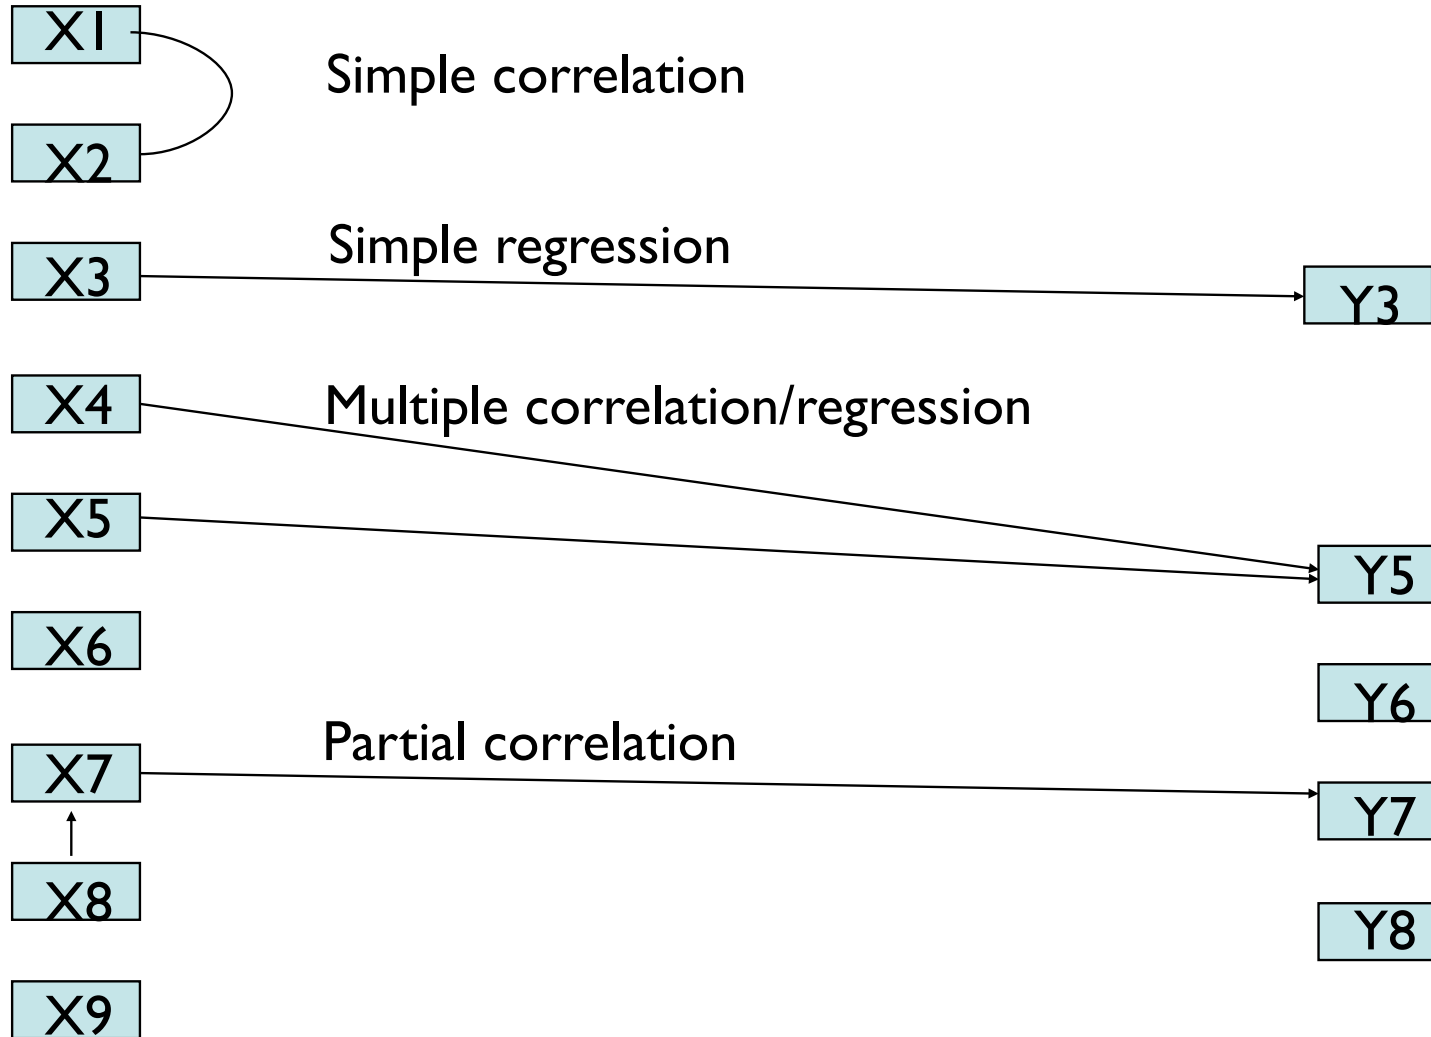 X1
Simple correlation
X2
Simple regression
X3
Y3
X4
Multiple correlation/regression
X5
Y5
X6
Y6
Partial correlation
X7
Y7
X8
Y8
X9